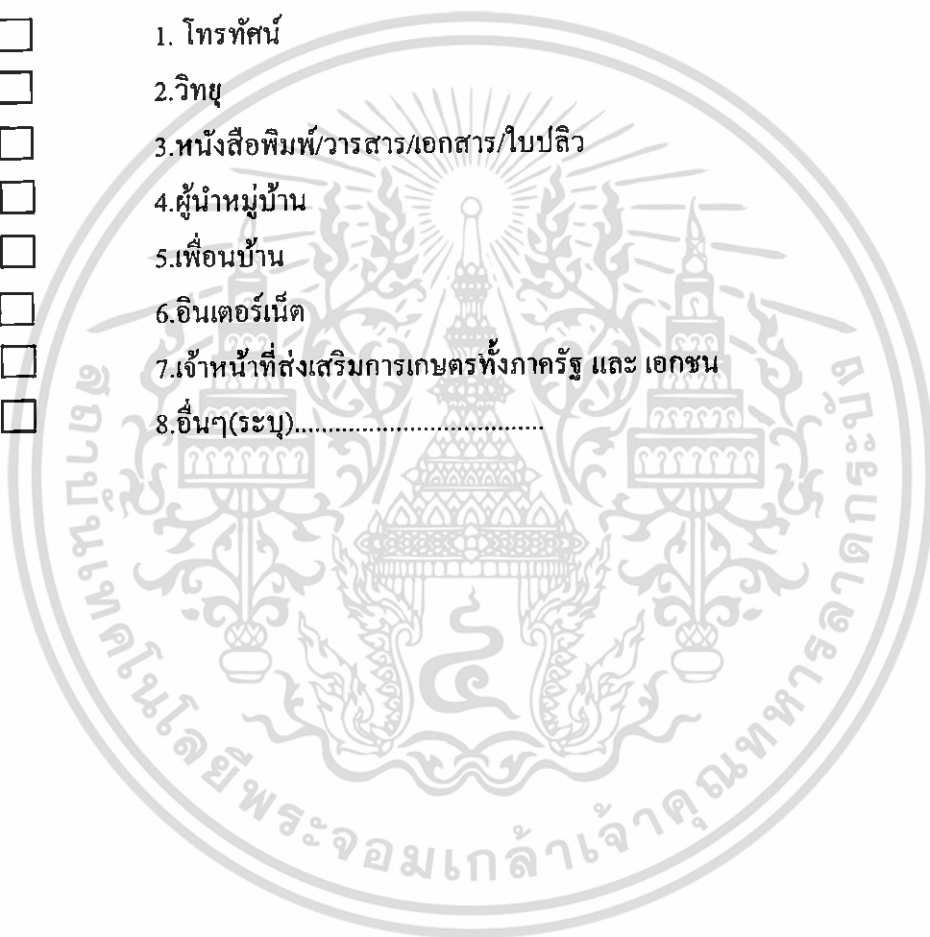 1. โทรทัศน์
2.วิทยุ
3.หนังสือพิมพ์/วารสาร/เอกสาร/ใบปลิว
4.ผู้นำหมู่บ้าน
5.เพื่อนบ้าน
6.อินเตอร์เน็ต
7.เจ้าหน้าที่ส่งเสริมการเกษตรทั้งภาครัฐ และ เอกชน
8.อื่นๆ(ระบุ).....................................
สถาบันเทคโนโลยีพระจอมเกล้าเจ้าคุณทหารลาดกระบัง
๔